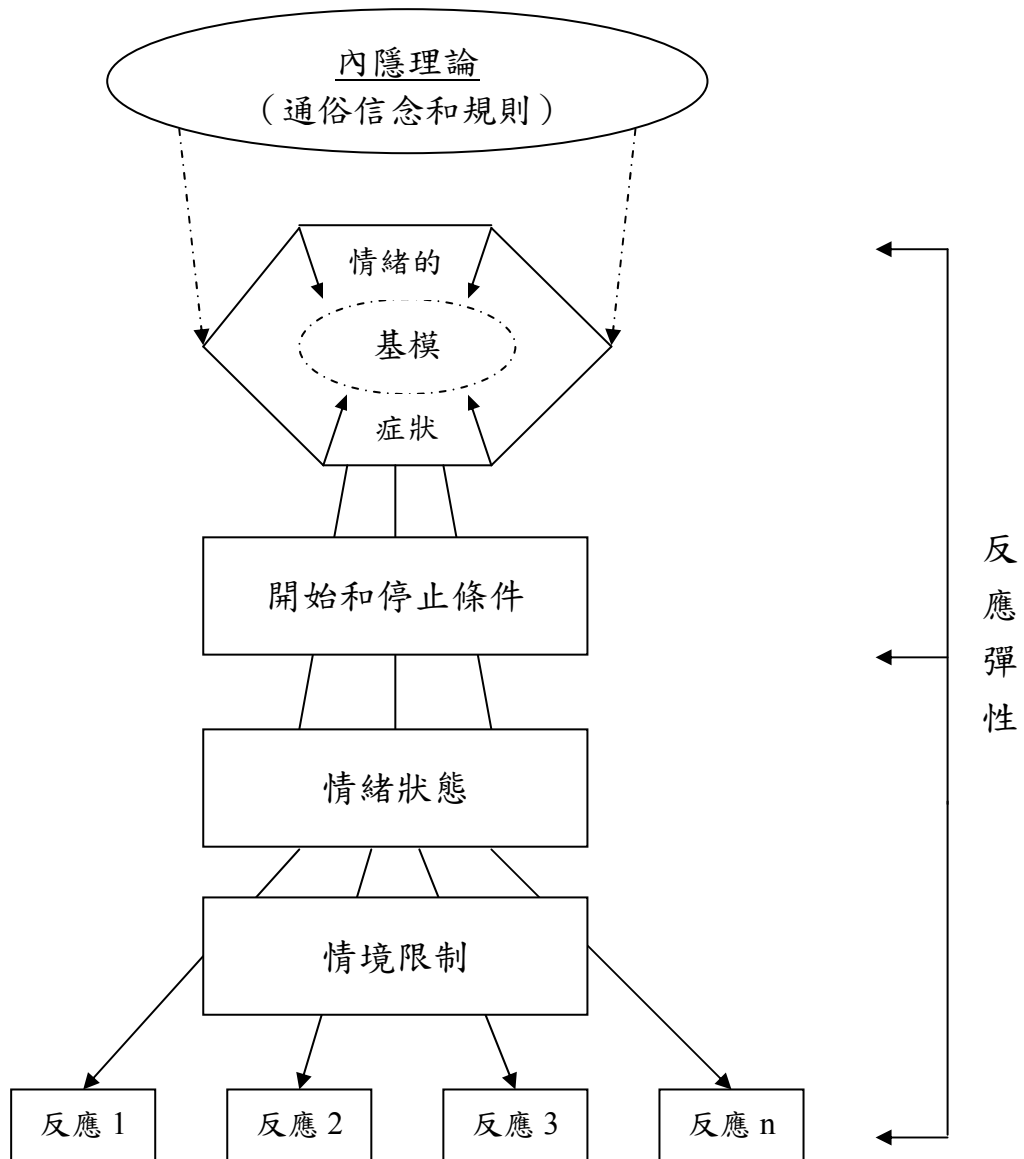 內隱理論
（通俗信念和規則）
情緒的
基模
症狀
開始和停止條件
情緒狀態
情境限制
反應 1
反應 2
反應 3
反應 n
反應彈性